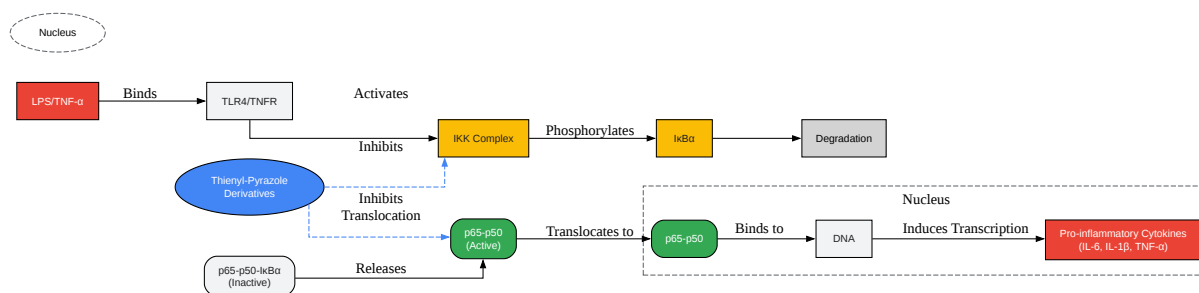 Nucleus
LPS/TNF-α
Binds
TLR4/TNFR
Activates
Inhibits
IKK Complex
Phosphorylates
IκBα
Degradation
Thienyl-Pyrazole
Derivatives
Inhibits
Translocation
p65-p50
(Active)
Translocates to
Nucleus
p65-p50
Binds to
DNA
Induces Transcription
Pro-inflammatory Cytokines
(IL-6, IL-1β, TNF-α)
p65-p50-IκBα
(Inactive)
Releases